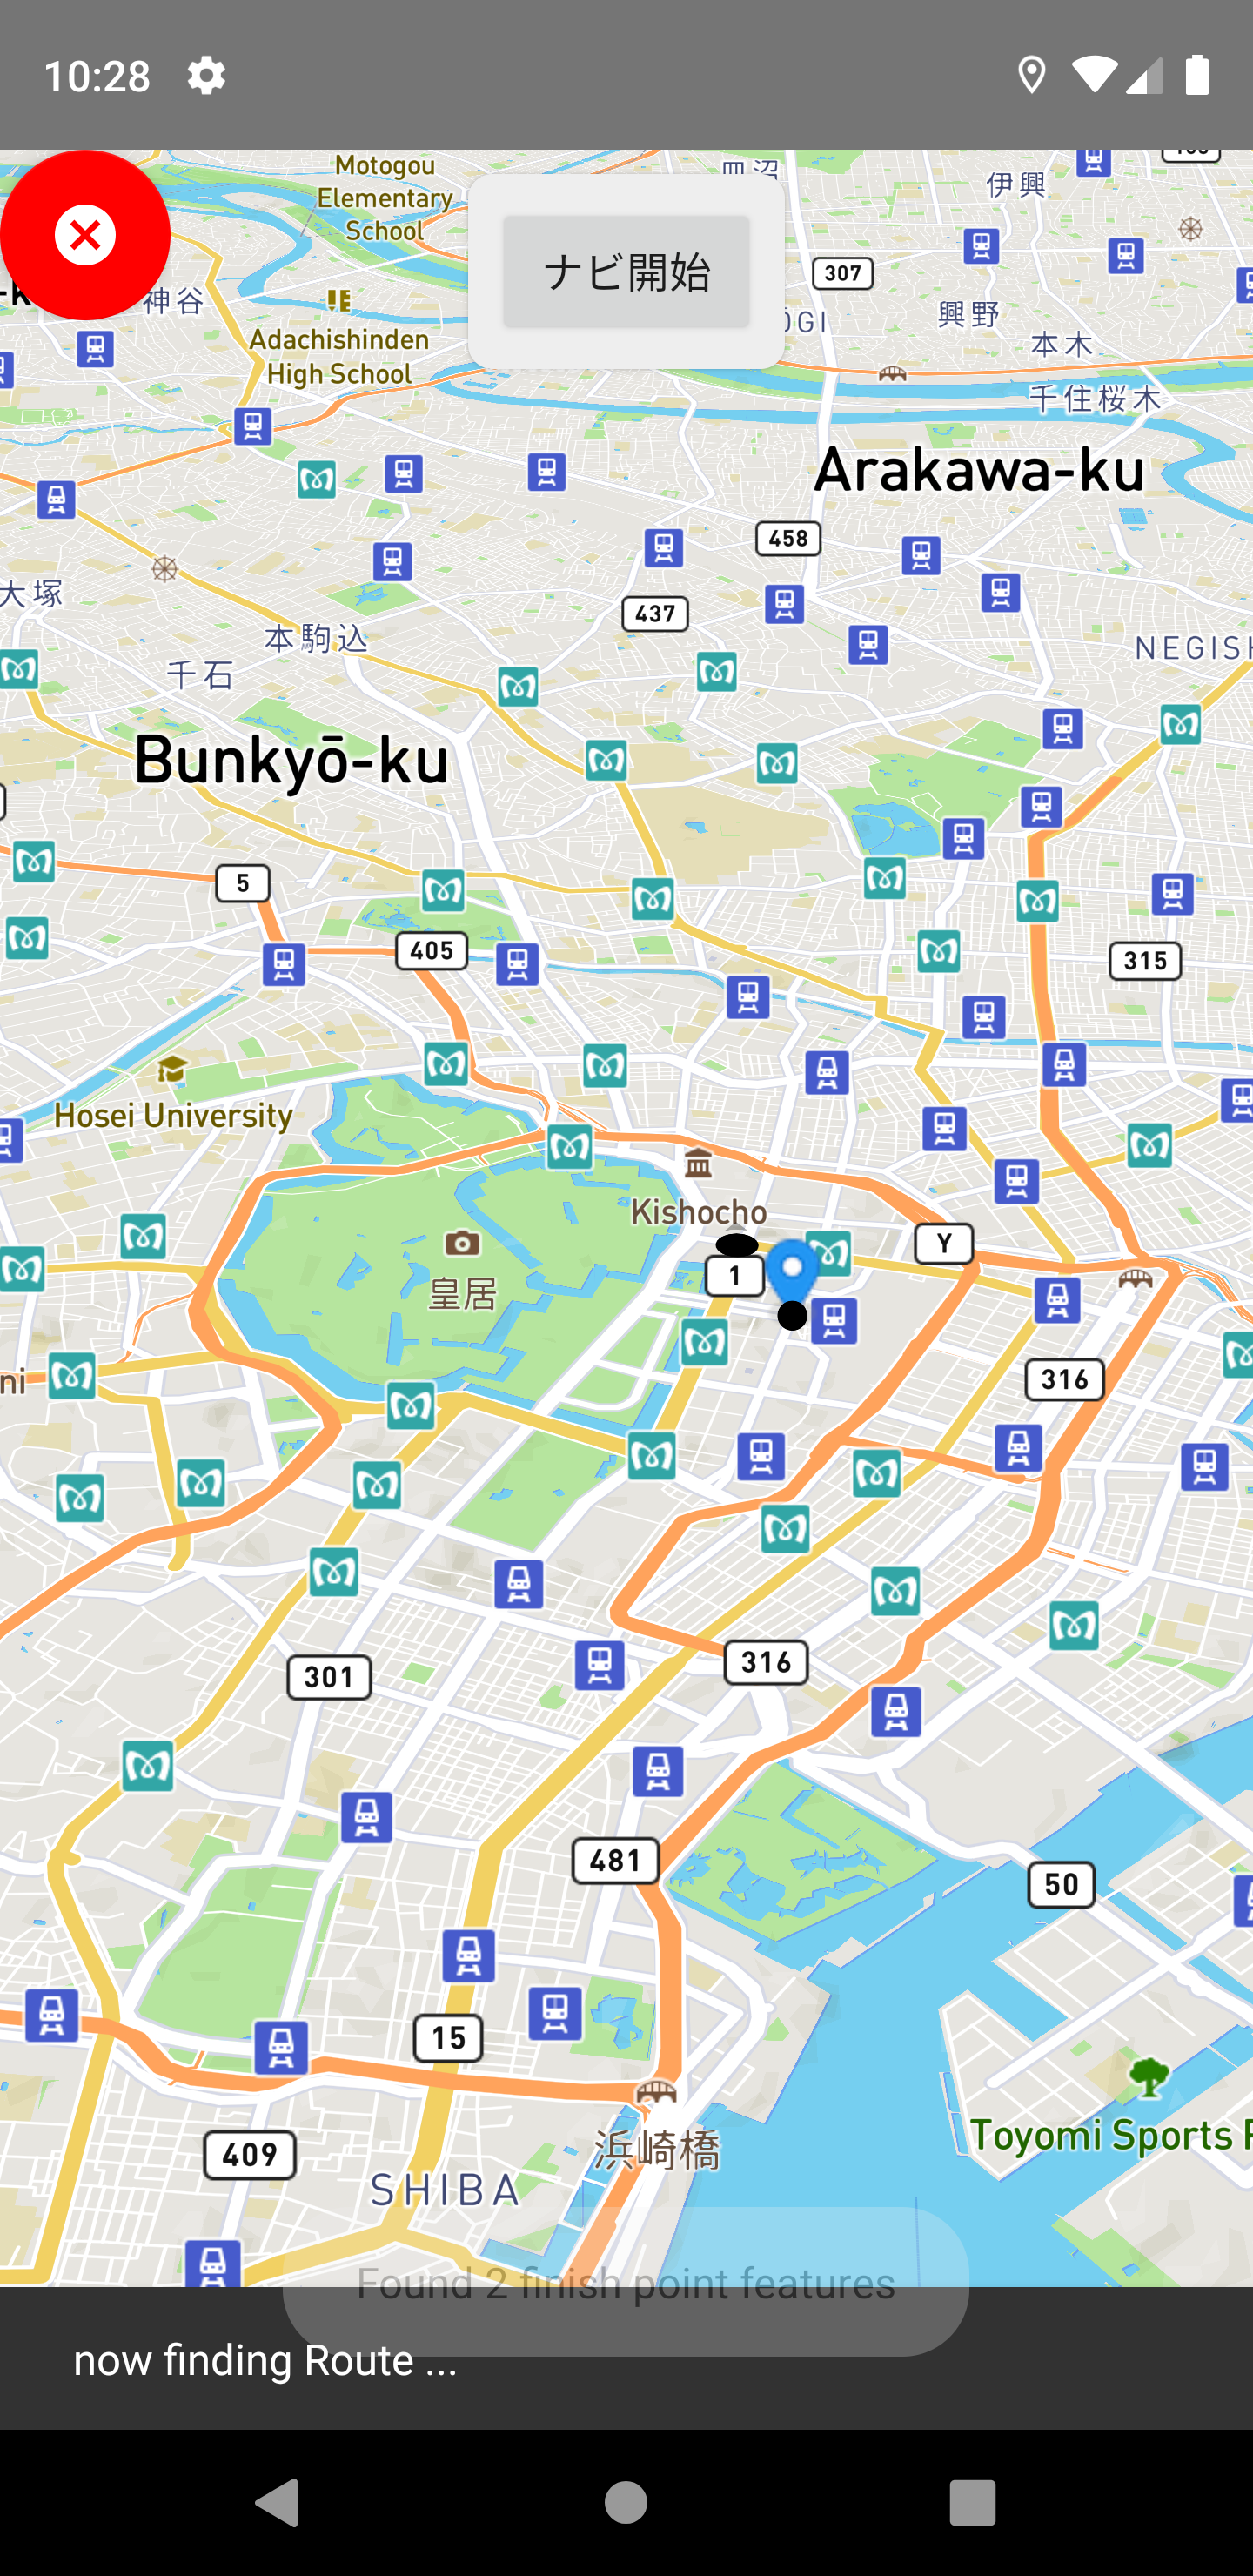 10:28
Motogou
Elementary
School
伊興
ナビ開始
307
神谷
興野
Adachishinden
High School
本木
千住桜木
Arakawa-ku
458
大塚
437
本駒込
千石
Bunkyō-ku
5
405
315
Hosei University
Kishocho
Y
1
皇居
316
316
301
481
50
15
浜崎橋
Toyomi Sports
409
SHIBA
Found 2 finish point features
now finding Route ...